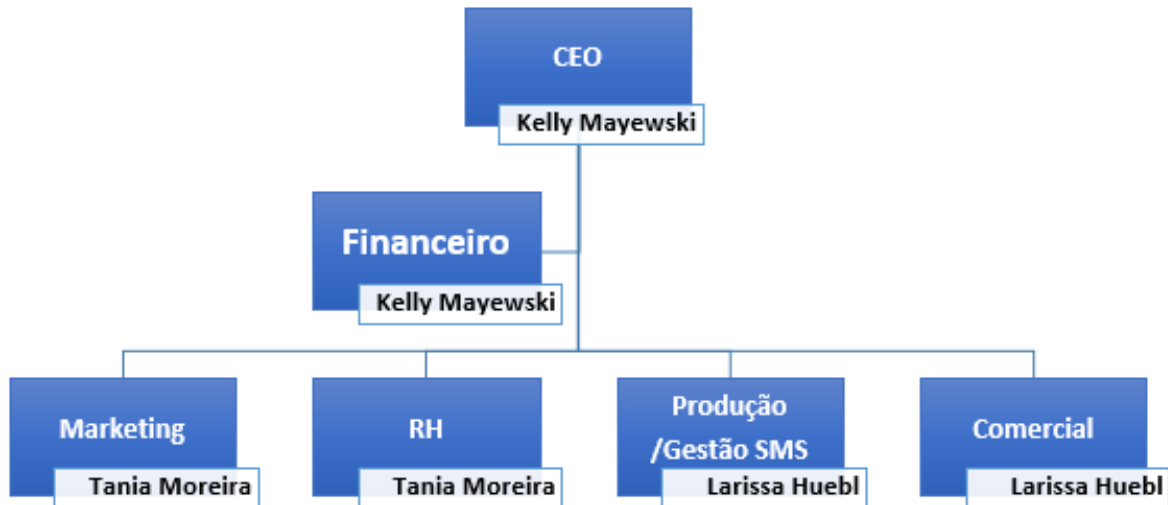 CEO
Kelly Mayewski
Financeiro
Kelly Mayewski
Marketing
Tania Moreira
RH
Tania Moreira
Produção
/Gestão SMS
Larissa Huebl
Comercial
Larissa Huebl